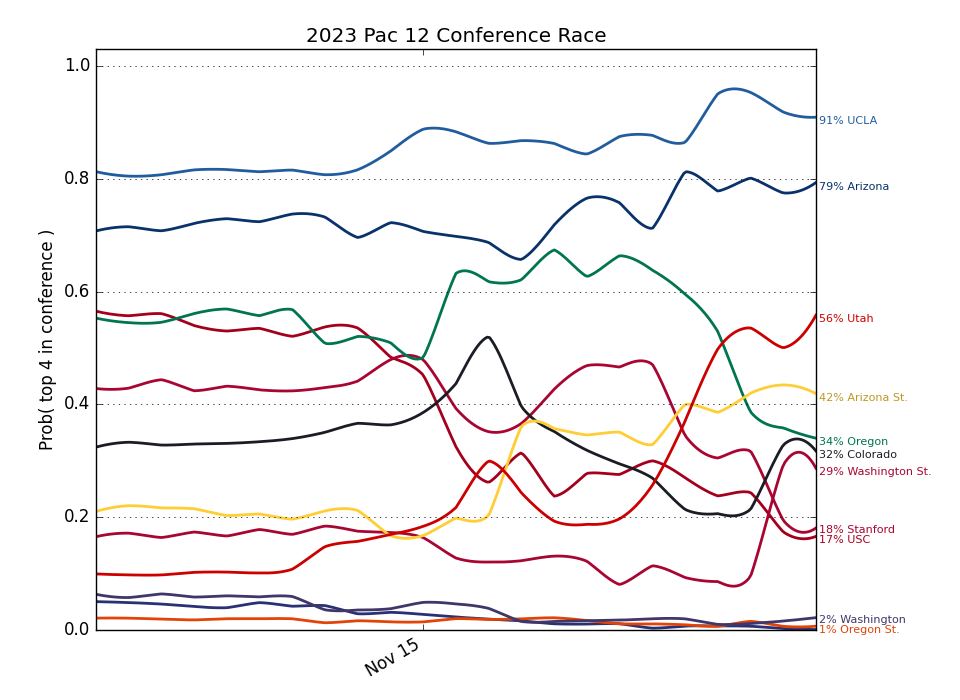 2023 Pac 12 Conference Race
Prob( top 4 in conference )
1.0
0.8
0.6
0.4
0.2
0.0
Nov 15
91% UCLA
79% Arizona
56% Utah
42% Arizona St.
34% Oregon
32% Colorado
29% Washington St.
18% Stanford
17% USC
2% Washington
1% Oregon St.